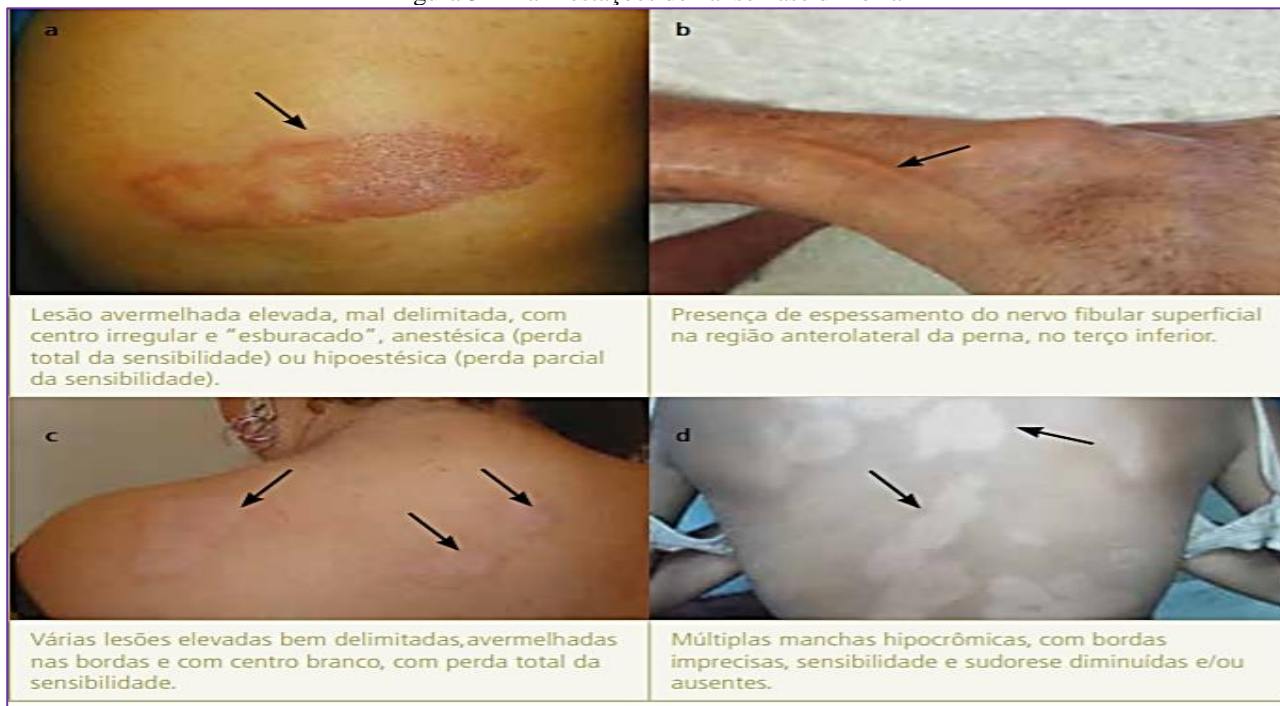 a
b
Lesão avermelhada elevada, mal delimitada, com
centro irregular e “esburacado”, anestésica (perda
total da sensibilidade) ou hipoestésica (perda parcial
da sensibilidade).
Presença de espessamento do nervo fibular superficial
na região anterolateral da perna, no terço inferior.
c
d
Várias lesões elevadas bem delimitadas,avermelhadas
nas bordas e com centro branco, com perda total da
sensibilidade.
Múltiplas manchas hipocrômicas, com bordas
imprecisas, sensibilidade e sudorese diminuídas e/ou
ausentes.